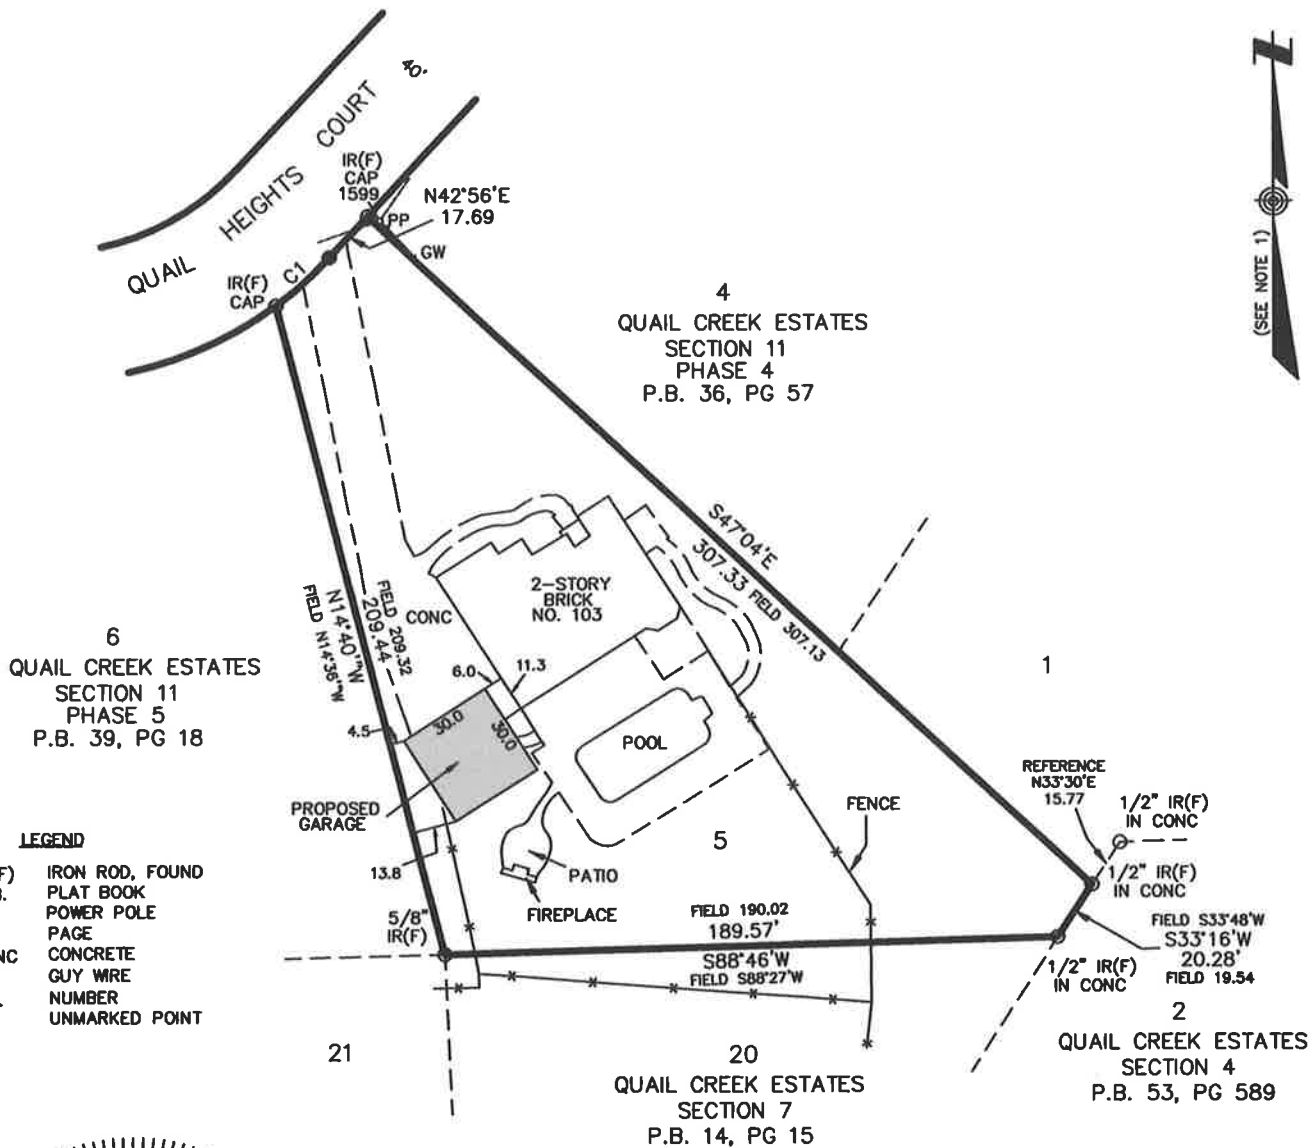 40.
QUAIL HEIGHTS COURT
IR(F)
CAP
1599
N42°56'E
17.69
PP
GW
C1
IR(F)
CAP
(SEE NOTE 1)
4
QUAIL CREEK ESTATES
SECTION 11
PHASE 4
P.B. 36, PG 57
S47°04'E
307.33 FIELD 307.13
2-STORY
BRICK
NO. 103
CONC
FIELD 209.32
209.44
N14°40'"W
FIELD N14°36'"W
6
QUAIL CREEK ESTATES
SECTION 11
PHASE 5
P.B. 39, PG 18
6.0
11.3
30.0
30.0
4.5
POOL
1
PROPOSED
GARAGE
REFERENCE
N33°30'E
15.77
1/2" IR(F)
IN CONC
FENCE
5
13.8
PATIO
FIREPLACE
1/2" IR(F)
IN CONC
LEGEND
F) IRON ROD, FOUND
B. PLAT BOOK
POWER POLE
PAGE
NC CONCRETE
GUY WIRE
NUMBER
UNMARKED POINT
5/8"
IR(F)
FIELD 190.02
189.57'
S88°46'W
FIELD S88°27'W
FIELD S33°48'W
S33°16'W
20.28'
FIELD 19.54
1/2" IR(F)
IN CONC
2
QUAIL CREEK ESTATES
SECTION 4
P.B. 53, PG 589
21
20
QUAIL CREEK ESTATES
SECTION 7
P.B. 14, PG 15